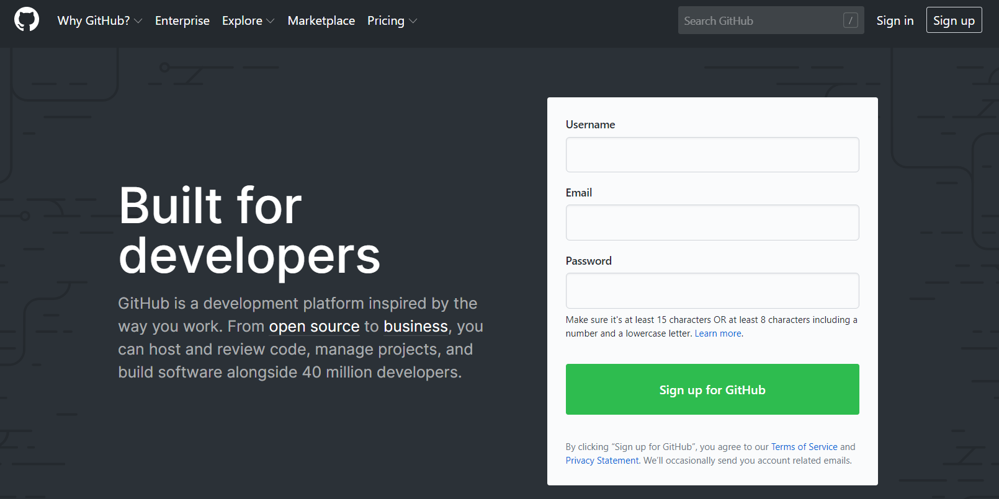 Why GitHub? Enterprise Explore Marketplace Pricing Search GitHub / Sign in Sign up
Built for
developers
GitHub is a development platform inspired by the
way you work. From open source to business, you
can host and review code, manage projects, and
build software alongside 40 million developers.
Username
Email
Password
Make sure it's at least 15 characters OR at least 8 characters including a
number and a lowercase letter. Learn more.
Sign up for GitHub
By clicking “Sign up for GitHub”, you agree to our Terms of Service and
Privacy Statement. We’ll occasionally send you account related emails.